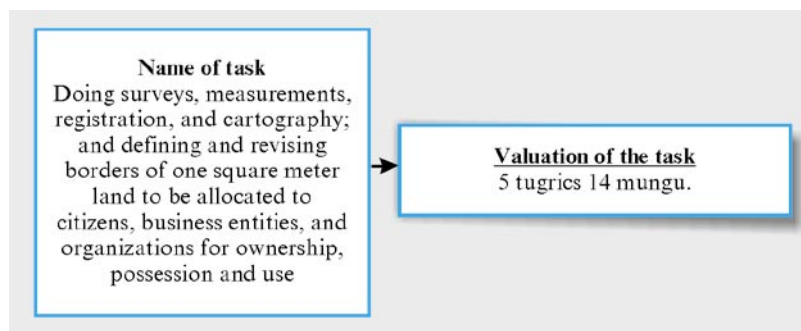 Name of task
Doing surveys, measurements,
registration, and cartography;
and defining and revising
borders of one square meter
land to be allocated to
citizens, business entities, and
organizations for ownership,
possession and use
Valuation of the task
5 tugrics 14 mungu.